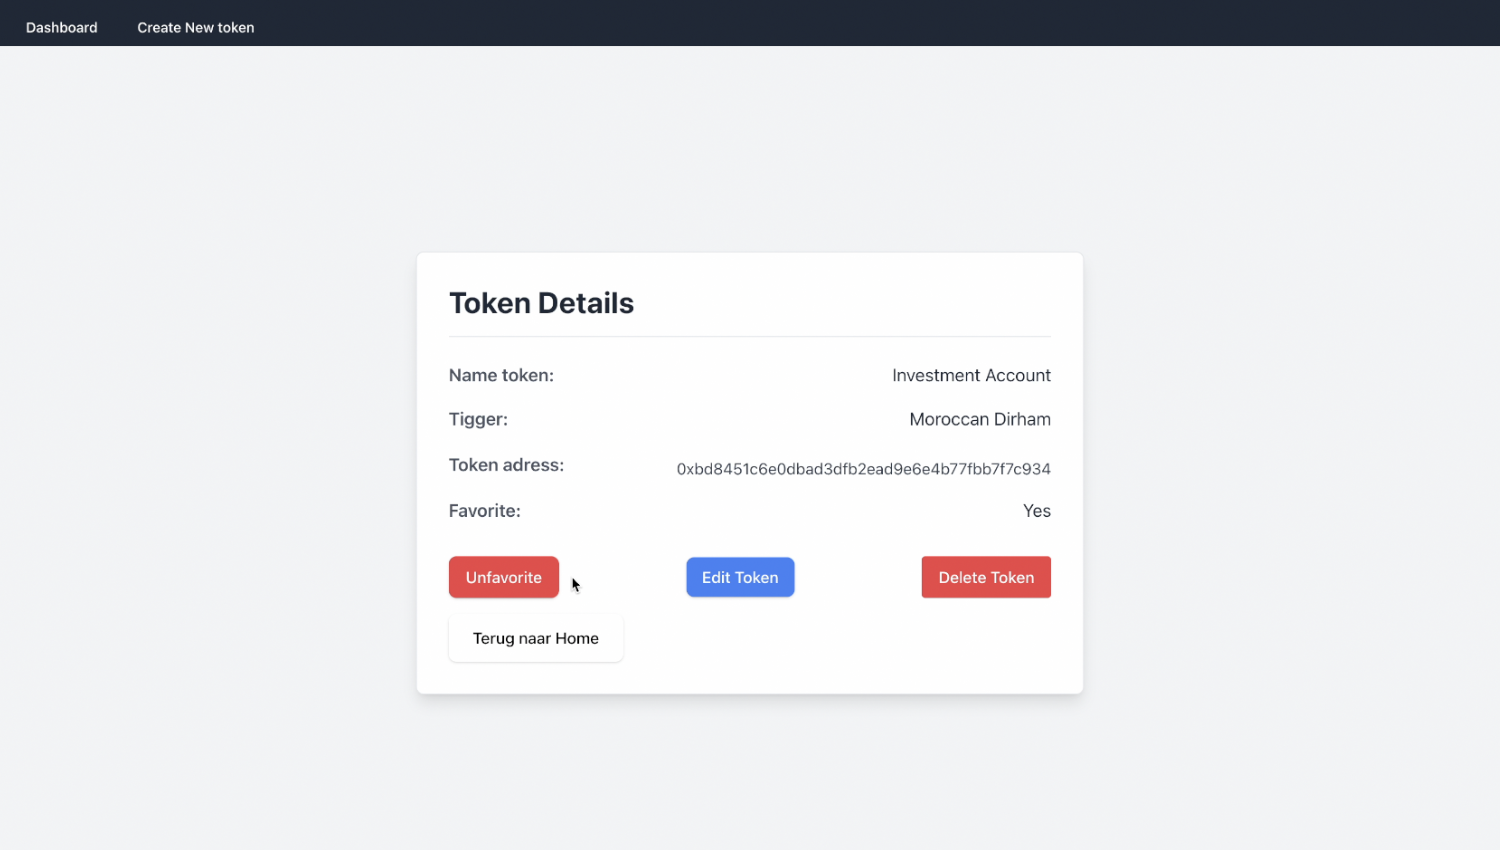 Dashboard Create New token
Token Details
Name token: Investment Account
Tigger: Moroccan Dirham
Token adress: 0xbd8451c6e0dbad3dfb2ead9e6e4b77fbb7f7c934
Favorite: Yes
Unfavorite Edit Token Delete Token
Terug naar Home